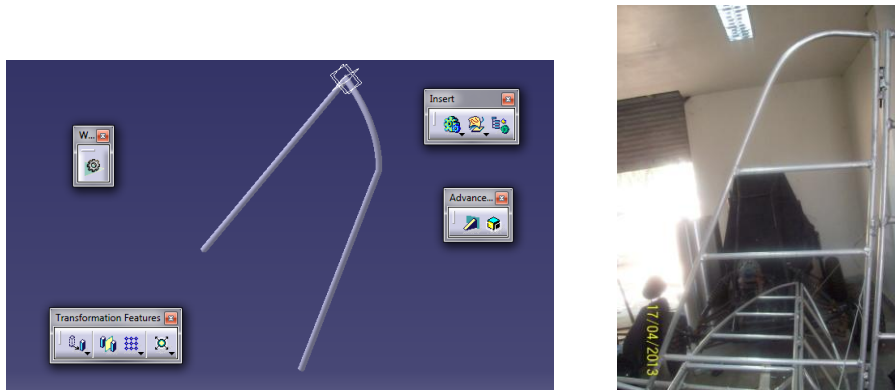 W...
Insert
Advance...
Transformation Features
17/04/2013